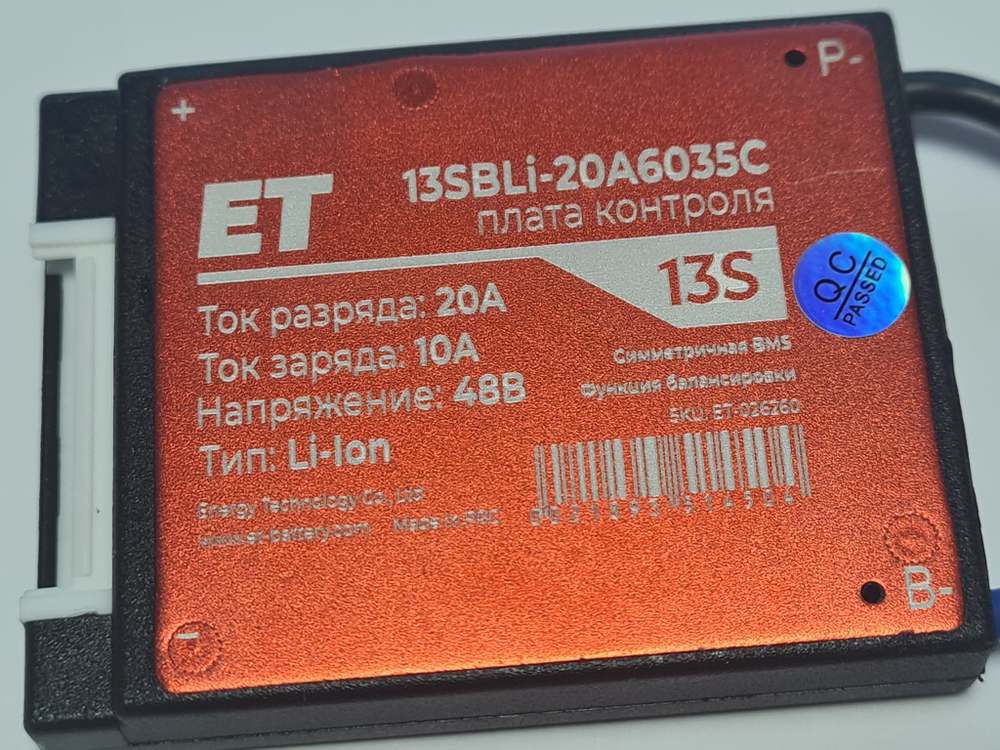 P-
+
ET
13SBLi-20A6035C
плата контроля
13S
QC
PASSED
Ток разряда: 20A
Ток заряда: 10A
Напряжение: 48В
Тип: Li-Ion
Симметричная BMS
Функция балансировки
SKU: ET-026260
Energy Technology Co., Ltd
www.et-battery.com Made in PRC
B-
-